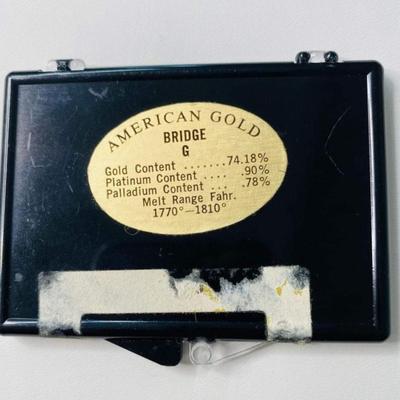 AMERICAN GOLD
BRIDGE
G
Gold Content .......74.18%
Platinum Content .... .90%
Palladium Content ... .78%
Melt Range Fahr.
1770°—1810°